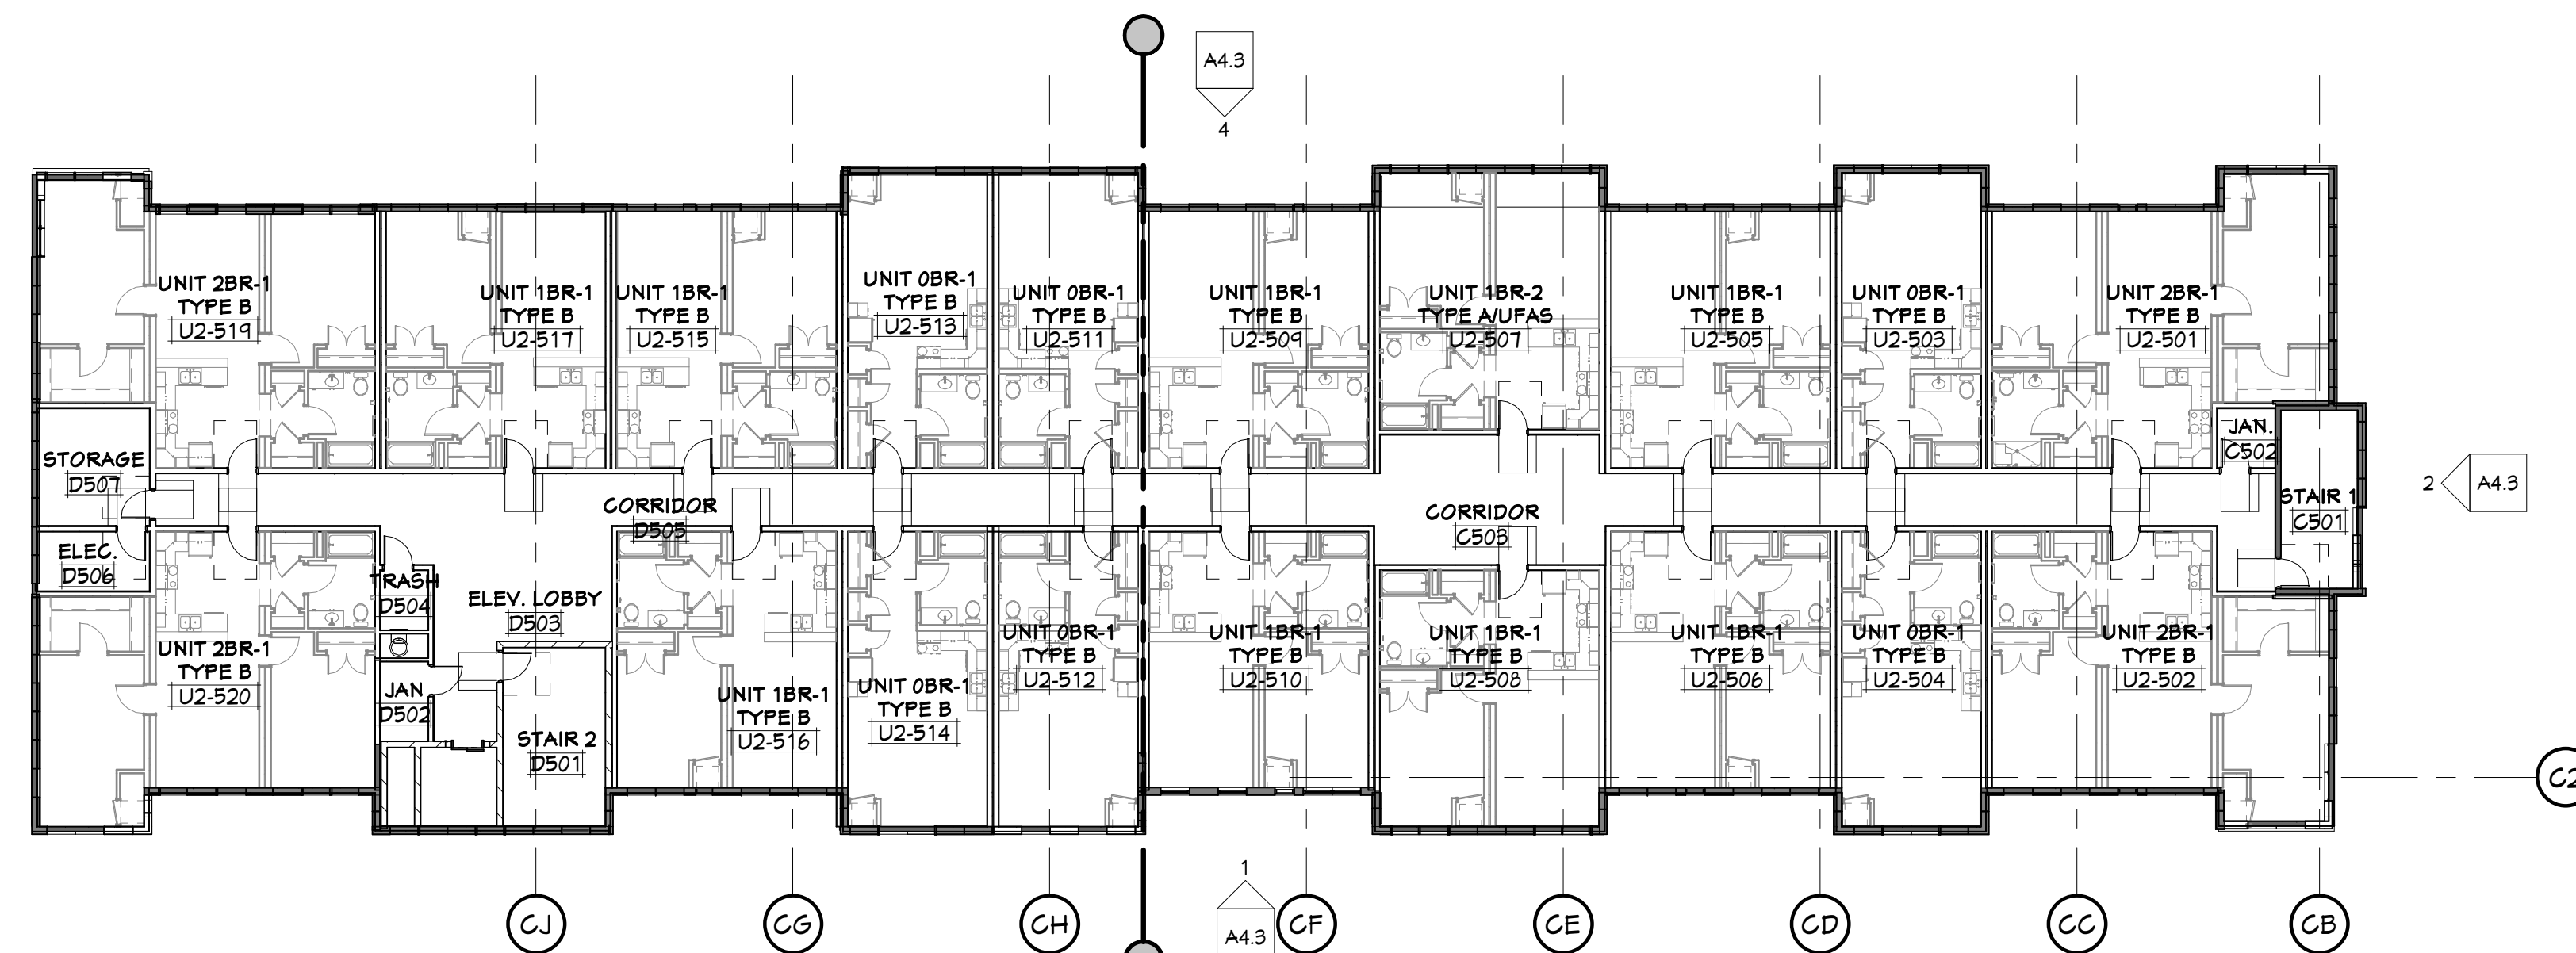 A4.3
4
UNIT 2BR-1
TYPE B
U2-519
UNIT 1BR-1
TYPE B
U2-517
UNIT 1BR-1
TYPE B
U2-515
UNIT 0BR-1
TYPE B
U2-513
UNIT 0BR-1
TYPE B
U2-511
UNIT 1BR-1
TYPE B
U2-509
UNIT 1BR-2
TYPE A/UFAS
U2-507
UNIT 1BR-1
TYPE B
U2-505
UNIT 0BR-1
TYPE B
U2-503
UNIT 2BR-1
TYPE B
U2-501
STORAGE
D507
CORRIDOR
D505
CORRIDOR
C503
JAN.
C502
STAIR 1
C501
2
A4.3
ELEC.
D506
TRASH
D504
ELEV. LOBBY
D503
UNIT 2BR-1
TYPE B
U2-520
JAN
D502
STAIR 2
D501
UNIT 1BR-1
TYPE B
U2-516
UNIT 0BR-1
TYPE B
U2-514
UNIT 0BR-1
TYPE B
U2-512
UNIT 1BR-1
TYPE B
U2-510
UNIT 1BR-1
TYPE B
U2-508
UNIT 1BR-1
TYPE B
U2-506
UNIT 0BR-1
TYPE B
U2-504
UNIT 2BR-1
TYPE B
U2-502
C2
1
A4.3
CJ
CG
CH
CF
CE
CD
CC
CB